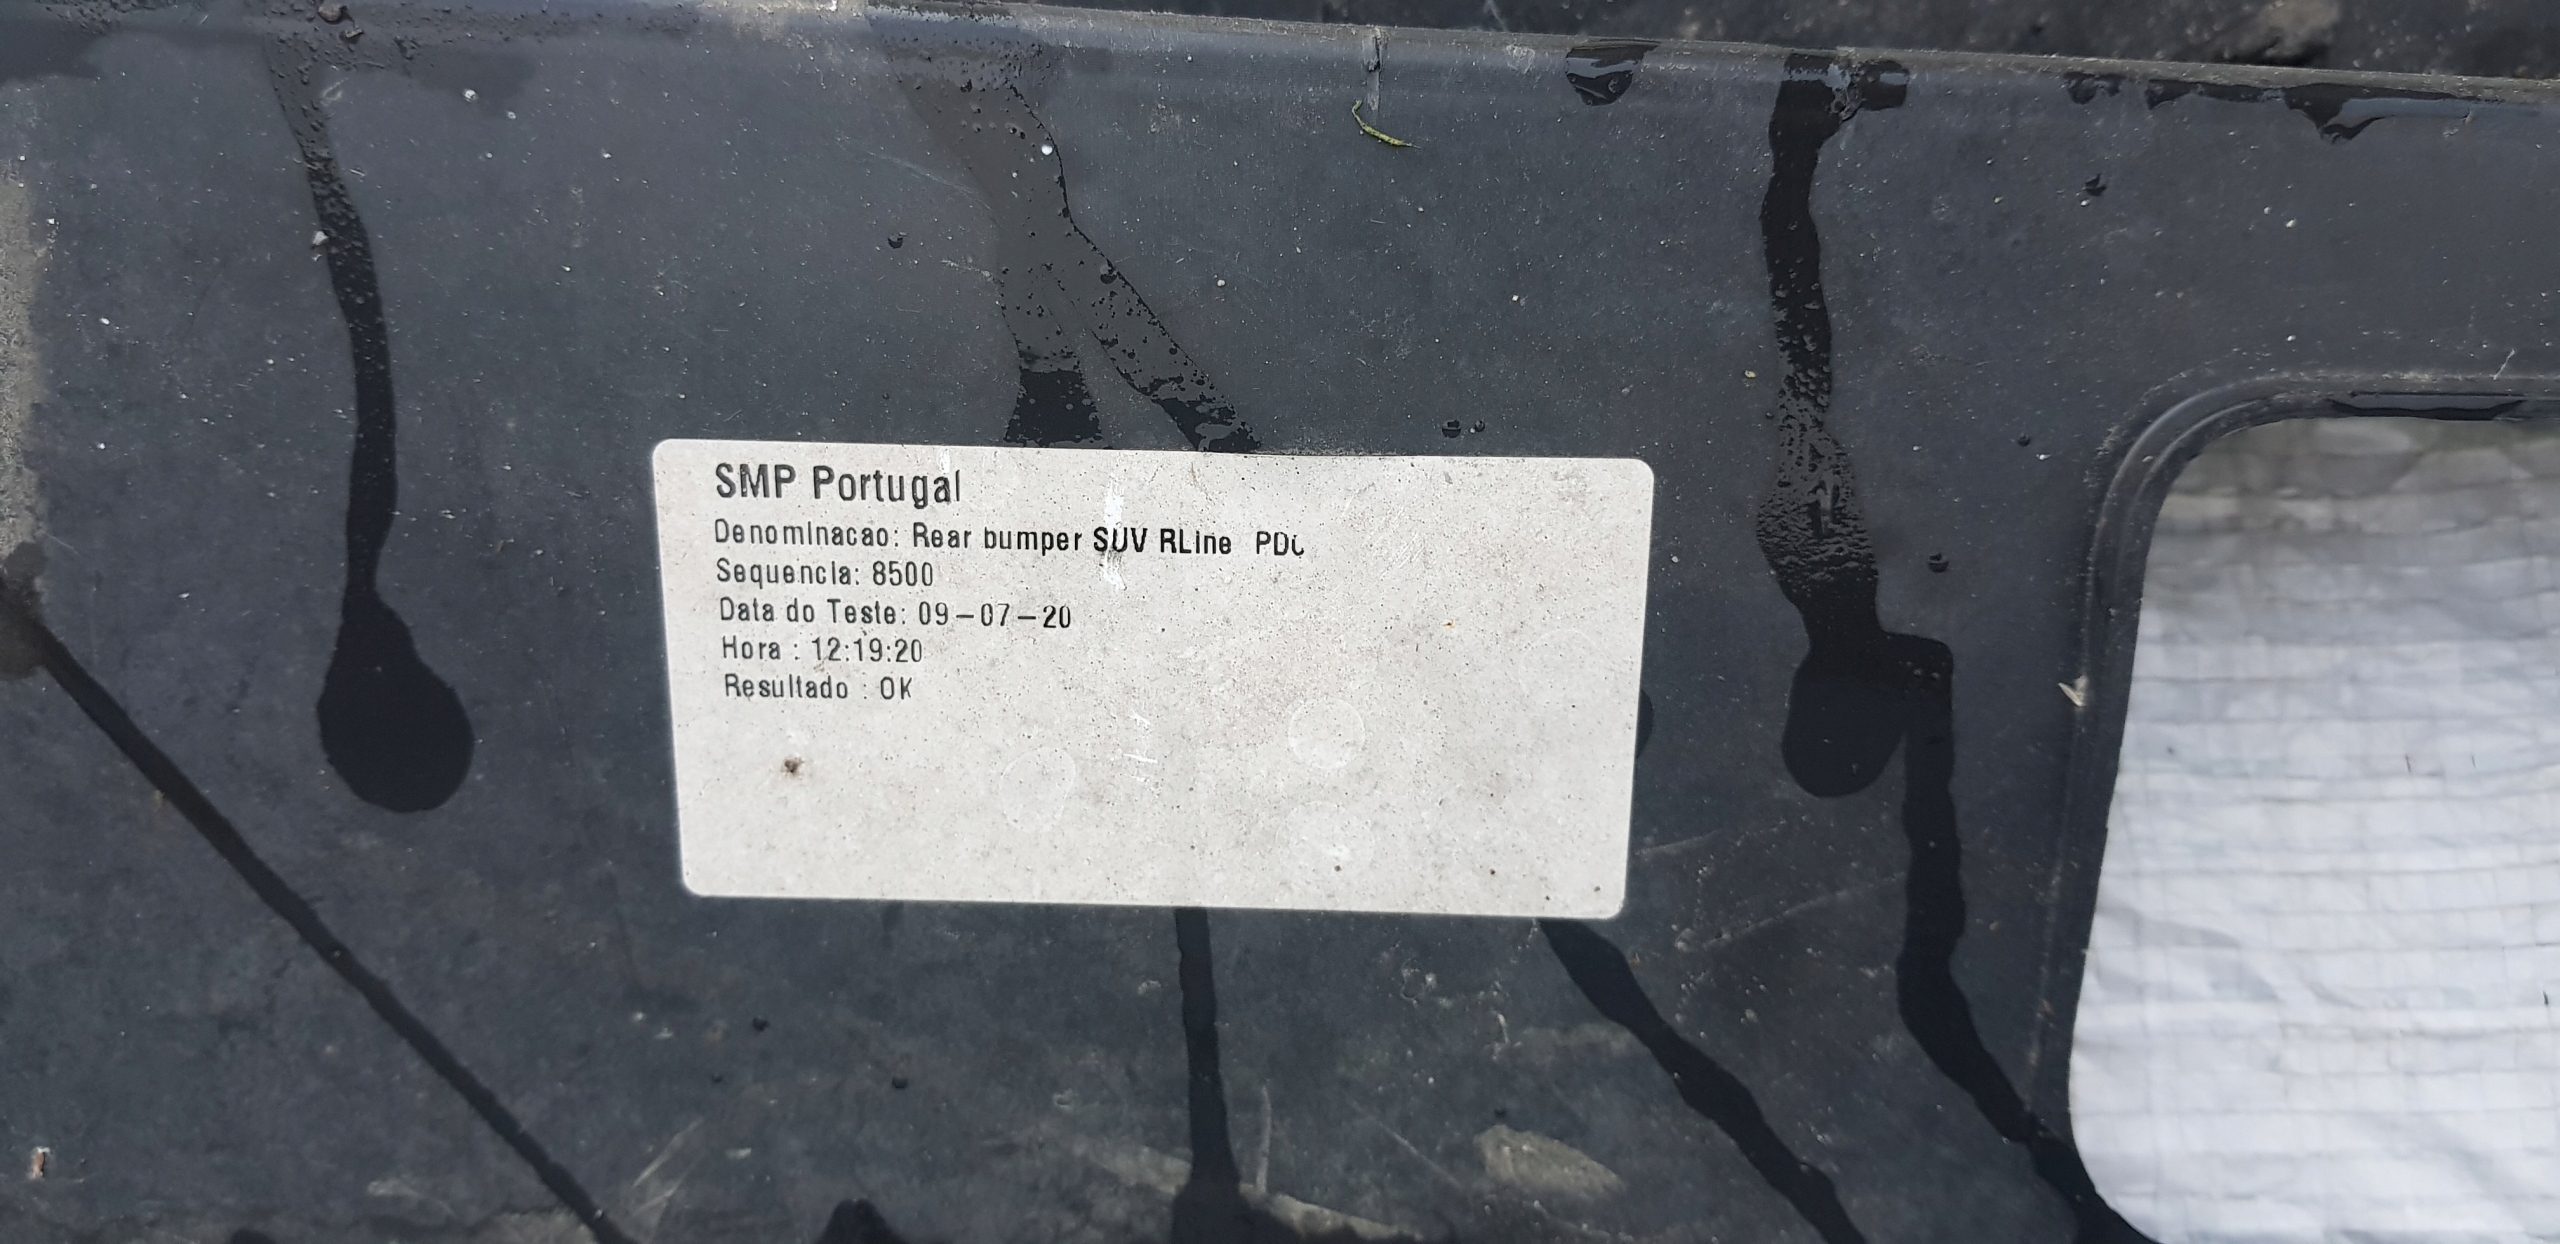 SMP Portugal
Denominacao: Rear bumper SUV RLine
Sequencia: 8500
Data do Teste: 09-07-20
Hora : 12:19:20
Resultado : OK